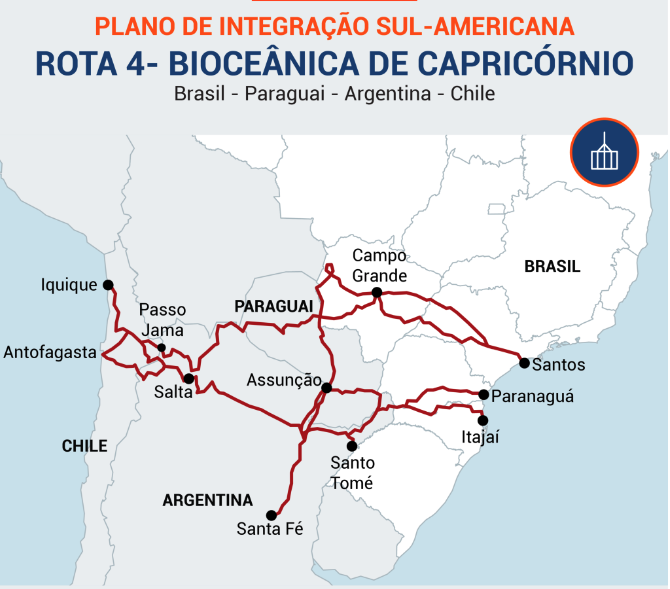 PLANO DE INTEGRAÇÃO SUL-AMERICANA
ROTA 4- BIOCEÂNICA DE CAPRICÓRNIO
Brasil - Paraguai - Argentina - Chile
Campo
Grande
BRASIL
Iquique
PARAGUAI
Passo
Jama
Antofagasta
Santos
Assunção
Salta
Paranaguá
Itajaí
CHILE
Santo
Tomé
ARGENTINA
Santa Fé